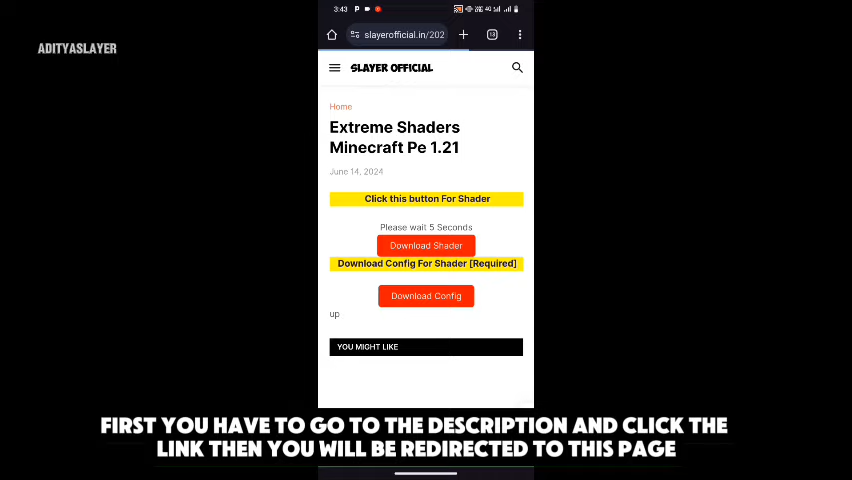 3:43
P
4G
slayerofficial.in/202
ADITYASLAYER
SLAYER OFFICIAL
Home
Extreme Shaders
Minecraft Pe 1.21
June 14, 2024
Click this button For Shader
Please wait 5 Seconds
Download Shader
Download Config For Shader [Required]
Download Config
up
YOU MIGHT LIKE
FIRST YOU HAVE TO GO TO THE DESCRIPTION AND CLICK THE
LINK THEN YOU WILL BE REDIRECTED TO THIS PAGE